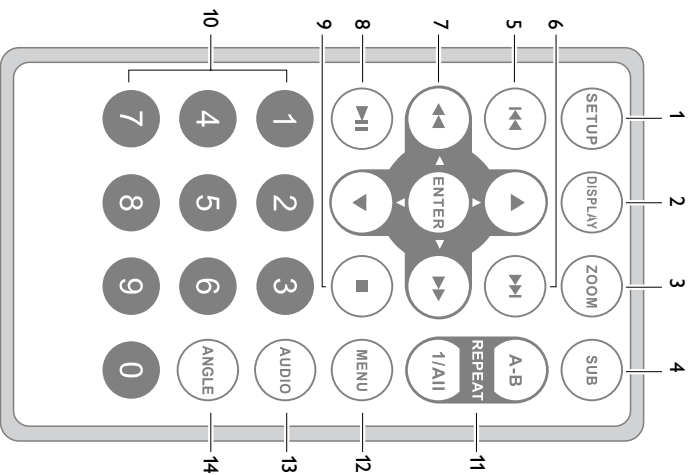 1
2
3
4
SETUP
DISPLAY
ZOOM
SUB
5
6
7
ENTER
A-B
REPEAT
1/All
11
8
9
MENU
12
10
1
2
3
AUDIO
13
4
5
6
ANGLE
14
7
8
9
0